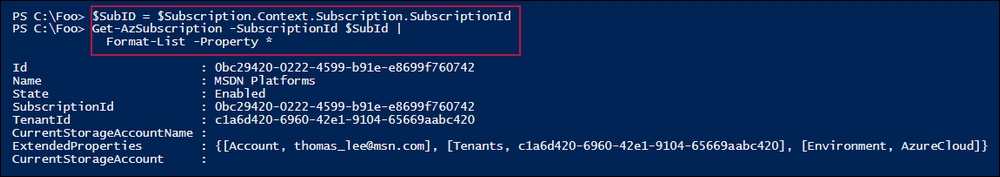 PS C:\Foo> $SubID = $Subscription.Context.Subscription.SubscriptionId
PS C:\Foo> Get-AzSubscription -SubscriptionId $SubId |
Format-List -Property *
Id : 0bc29420-0222-4599-b91e-e8699f760742
Name : MSDN Platforms
State : Enabled
SubscriptionId : 0bc29420-0222-4599-b91e-e8699f760742
TenantId : c1a6d420-6960-42e1-9104-65669aabc420
CurrentStorageAccountName :
ExtendedProperties : {[Account, thomas_lee@msn.com], [Tenants, c1a6d420-6960-42e1-9104-65669aabc420], [Environment, AzureCloud]}
CurrentStorageAccount :